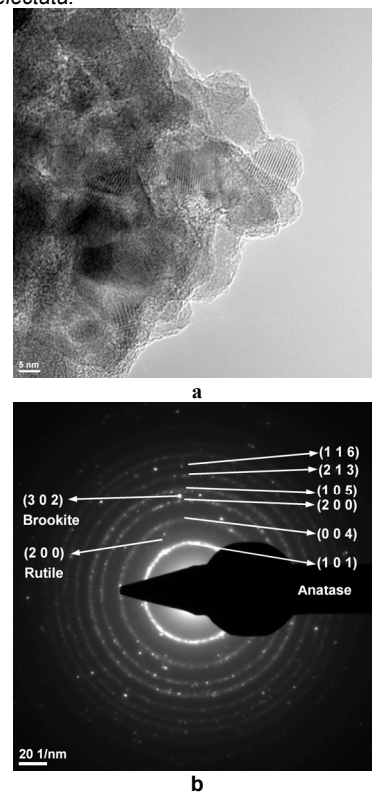 5 nm
a
(1 1 6)
(2 1 3)
(1 0 5)
(3 0 2)
(2 0 0)
Brookite
(0 0 4)
(2 0 0)
(1 0 1)
Rutile
Anatase
20 1/nm
b